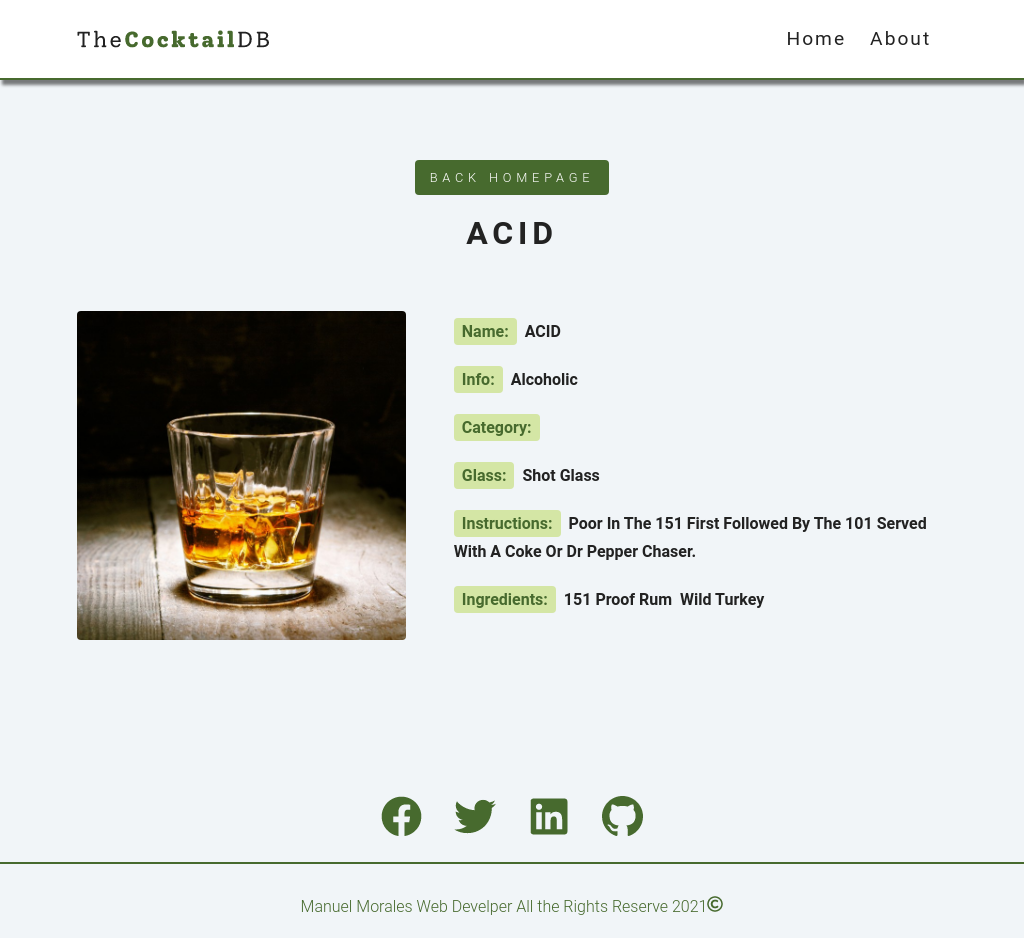 TheCocktailDB
Home About
BACK HOMEPAGE
ACID
Name: ACID
Info: Alcoholic
Category:
Glass: Shot Glass
Instructions: Poor In The 151 First Followed By The 101 Served
With A Coke Or Dr Pepper Chaser.
Ingredients: 151 Proof Rum Wild Turkey
Manuel Morales Web Develper All the Rights Reserve 2021©